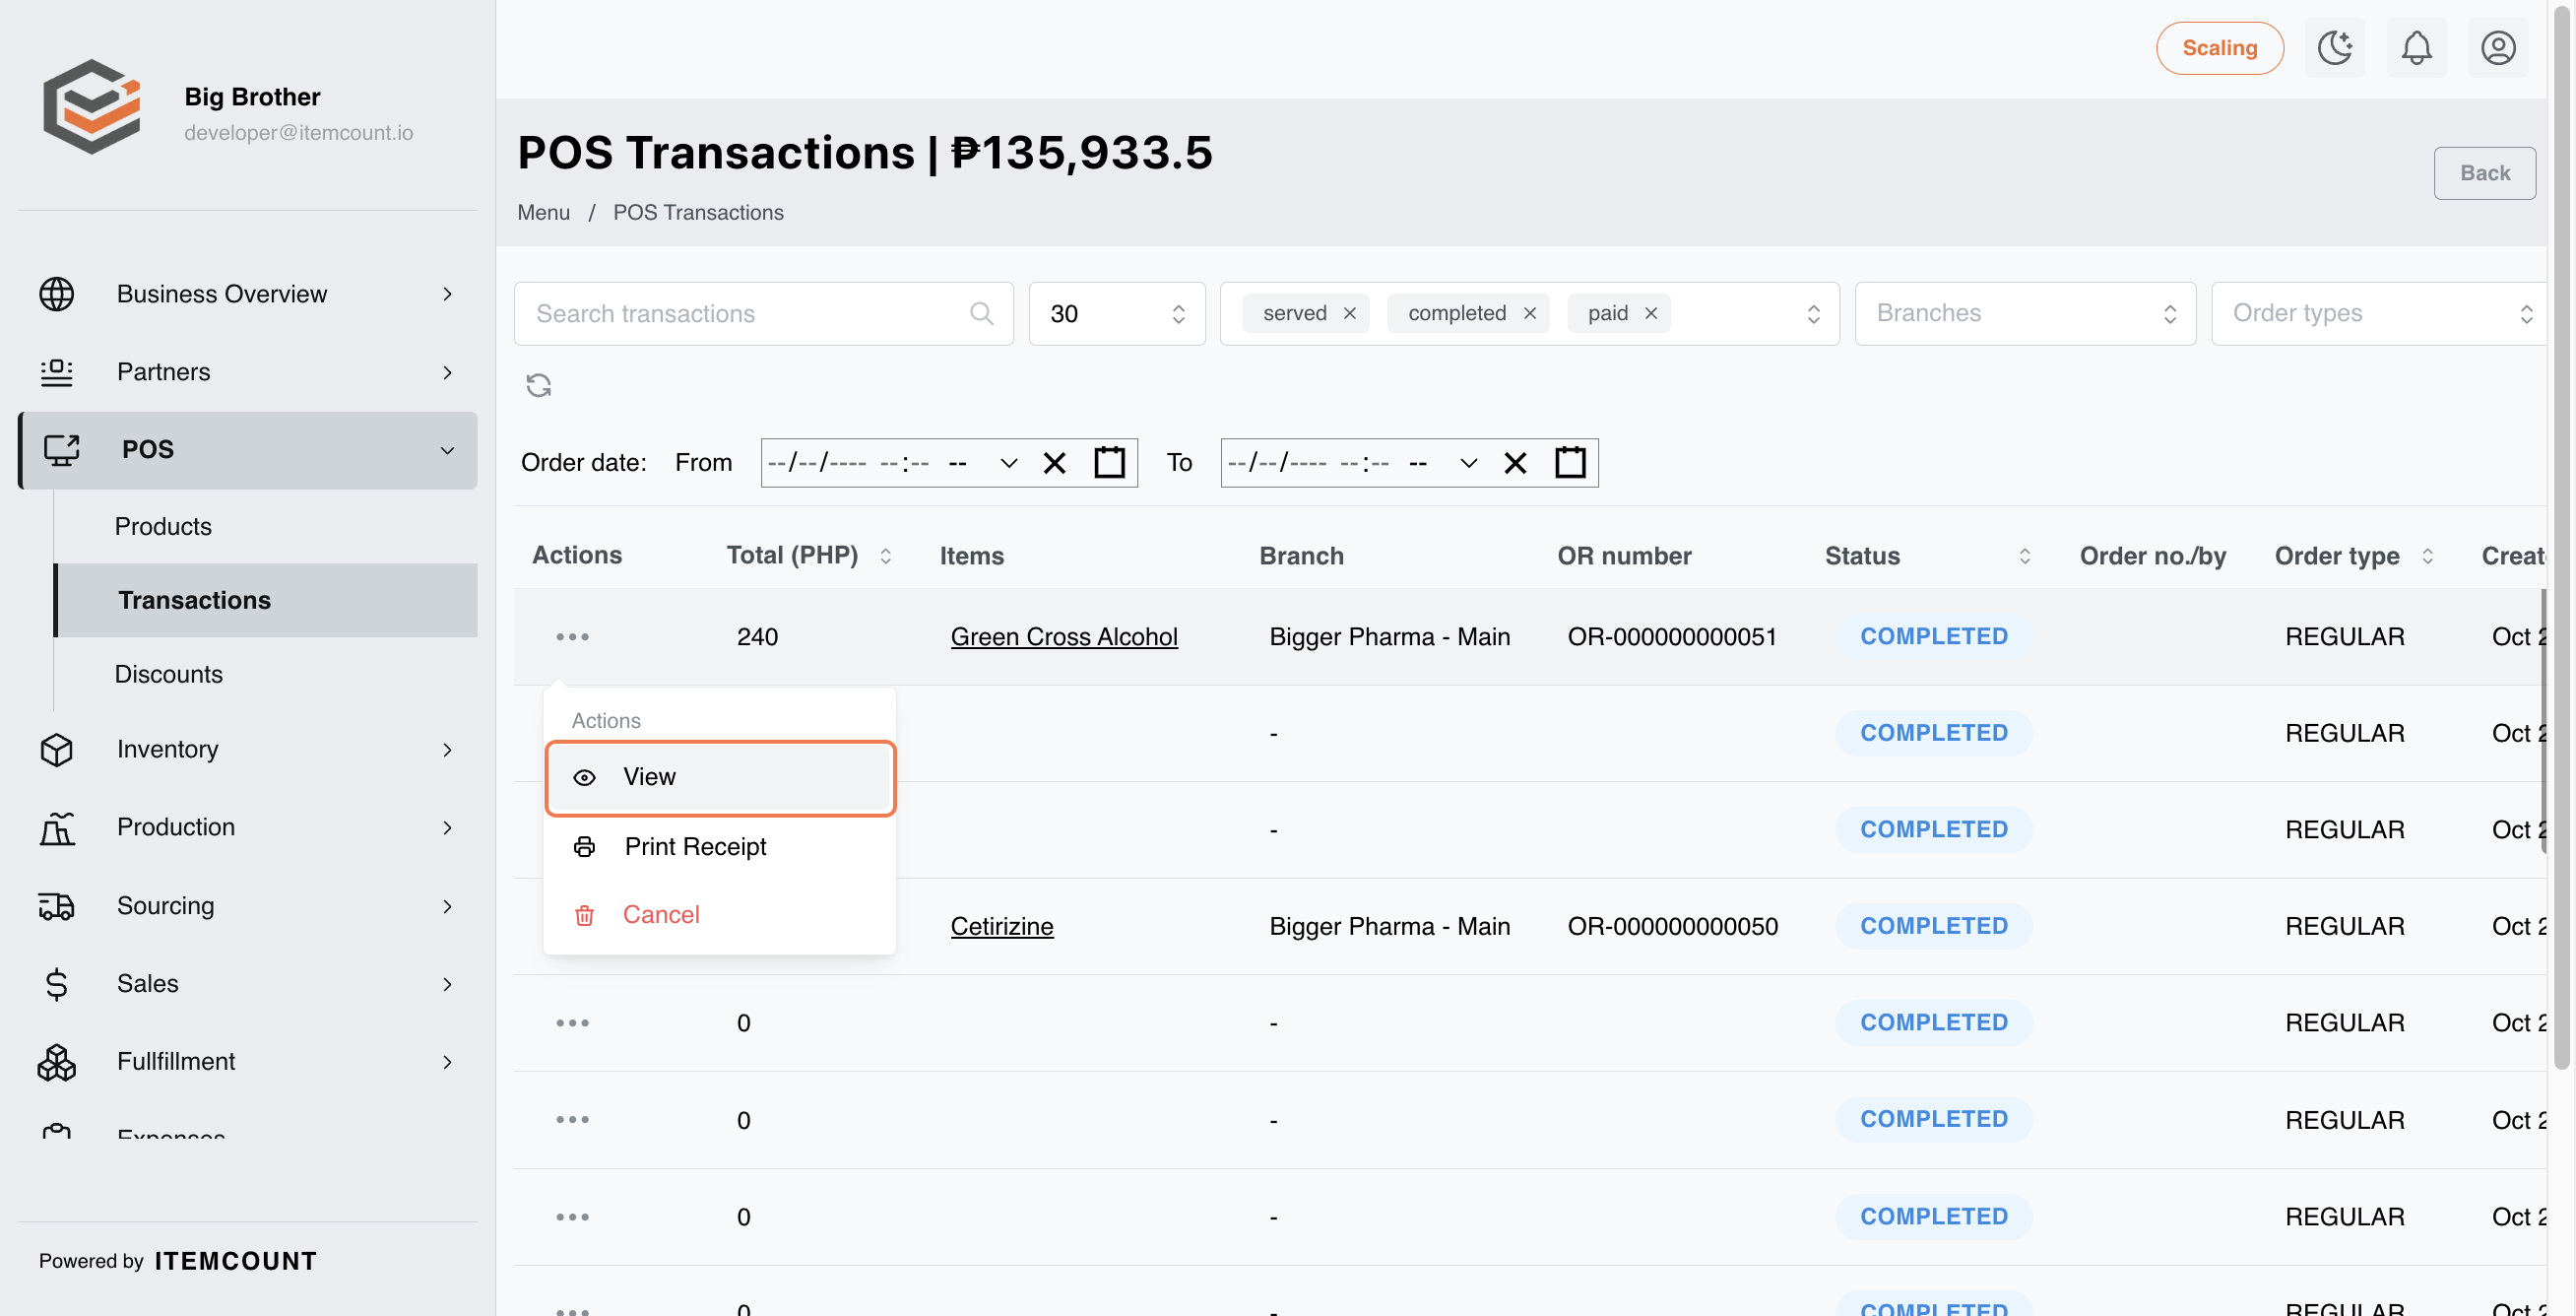 Big Brother
developer@itemcount.io
Business Overview
Partners
POS
Products
Transactions
Discounts
Inventory
Production
Sourcing
Sales
Fullfillment
Expenses
Powered by ITEMCOUNT
Scaling
POS Transactions | ₱135,933.5
Back
Menu / POS Transactions
Search transactions
30
served
completed
paid
Branches
Order types
Order date: From --/--/---- --:-- -- To --/--/---- --:-- --
Actions Total (PHP) Items Branch OR number Status Order no./by Order type Creat
240 Green Cross Alcohol Bigger Pharma - Main OR-000000000051 COMPLETED REGULAR Oct 2
Actions
View
Print Receipt
Cancel
- COMPLETED REGULAR Oct 2
- COMPLETED REGULAR Oct 2
Cetirizine Bigger Pharma - Main OR-000000000050 COMPLETED REGULAR Oct 2
0 - COMPLETED REGULAR Oct 2
0 - COMPLETED REGULAR Oct 2
0 - COMPLETED REGULAR Oct 2
0 - COMPLETED REGULAR Oct 2